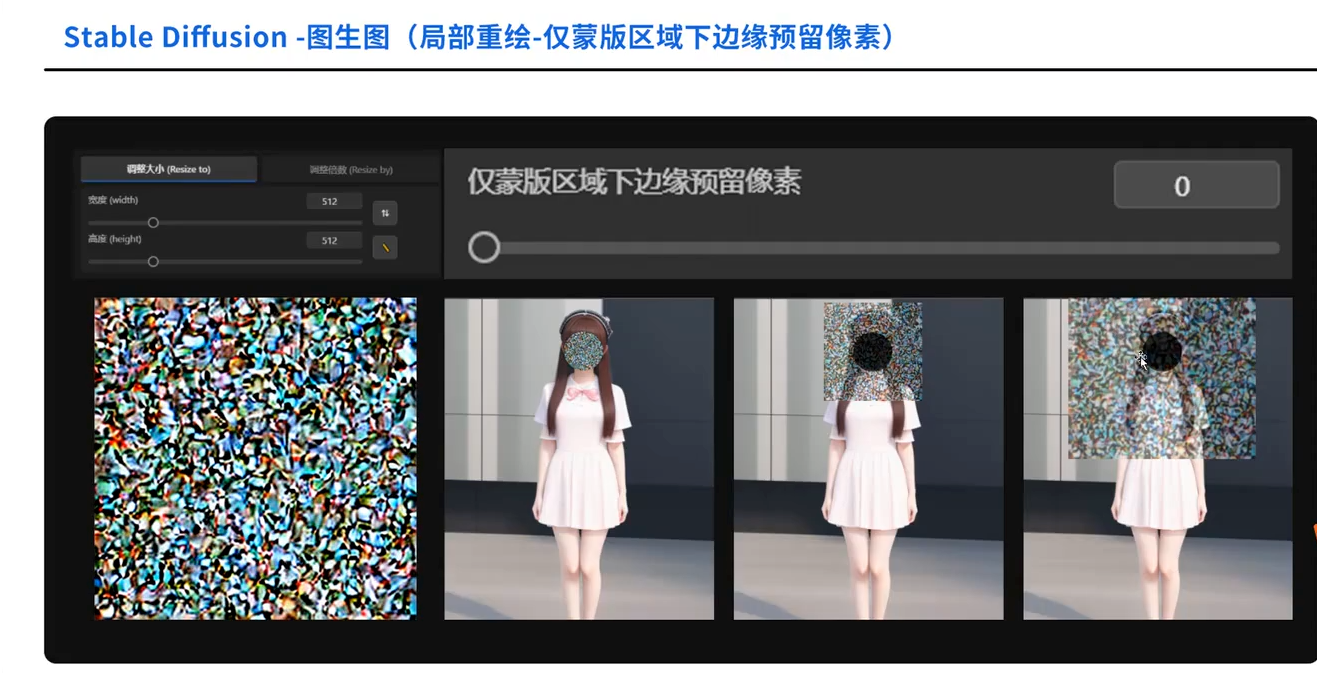 Stable Diffusion -图生图（局部重绘-仅蒙版区域下边缘预留像素）
调整大小 (Resize to)
调整倍数 (Resize by)
宽度 (width)
512
高度 (height)
512
仅蒙版区域下边缘预留像素
0